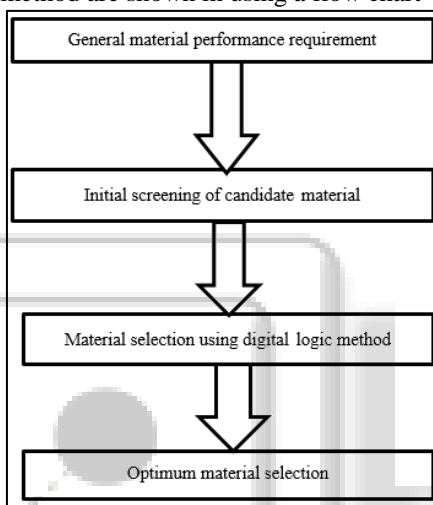 method are shown in using a flow chart
General material performance requirement
Initial screening of candidate material
Material selection using digital logic method
Optimum material selection